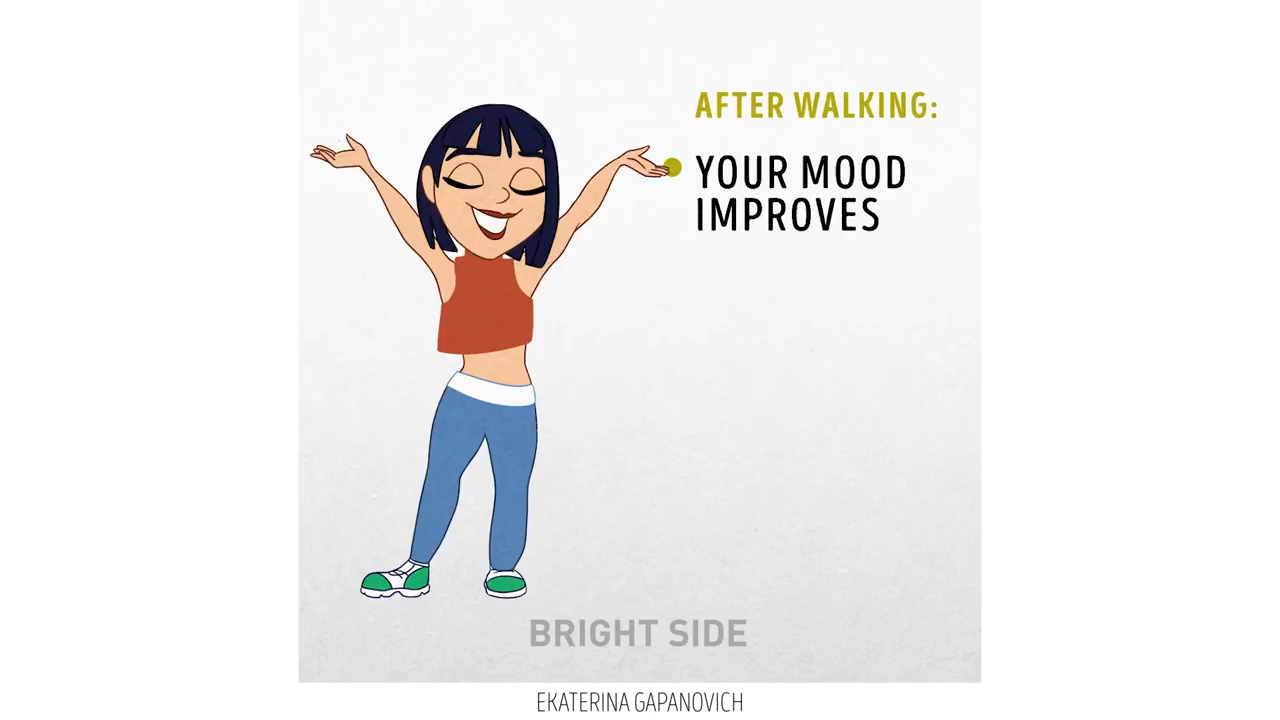 AFTER WALKING:
YOUR MOOD
IMPROVES
BRIGHT SIDE
EKATERINA GAPANOVICH